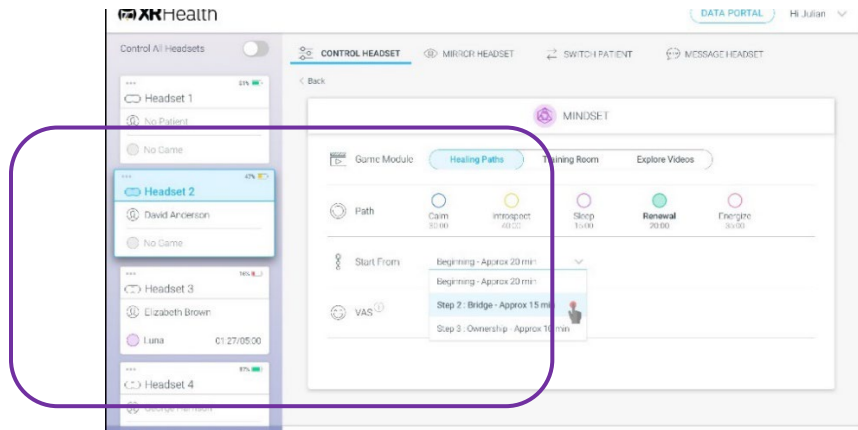 XRHealth
DATA PORTAL
Hi Julian
Control All Headsets
CONTROL HEADSET
MIRROR HEADSET
SWITCH PATIENT
MESSAGE HEADSET
Back
Headset 1
No Patient
No Game
Headset 2
David Anderson
No Game
Headset 3
Elizabeth Brown
Luna 01:27/05:00
Headset 4
MINDSET
Game Module
Healing Paths
Training Room
Explore Videos
Path
Calm
Introspect
Sleep
Renewal
20:00
Energize
Start From
Beginning - Approx 20 min
Beginning - Approx 20 min
Step 2 : Bridge - Approx 15 min
Step 3 : Ownership - Approx 10 min
VAS